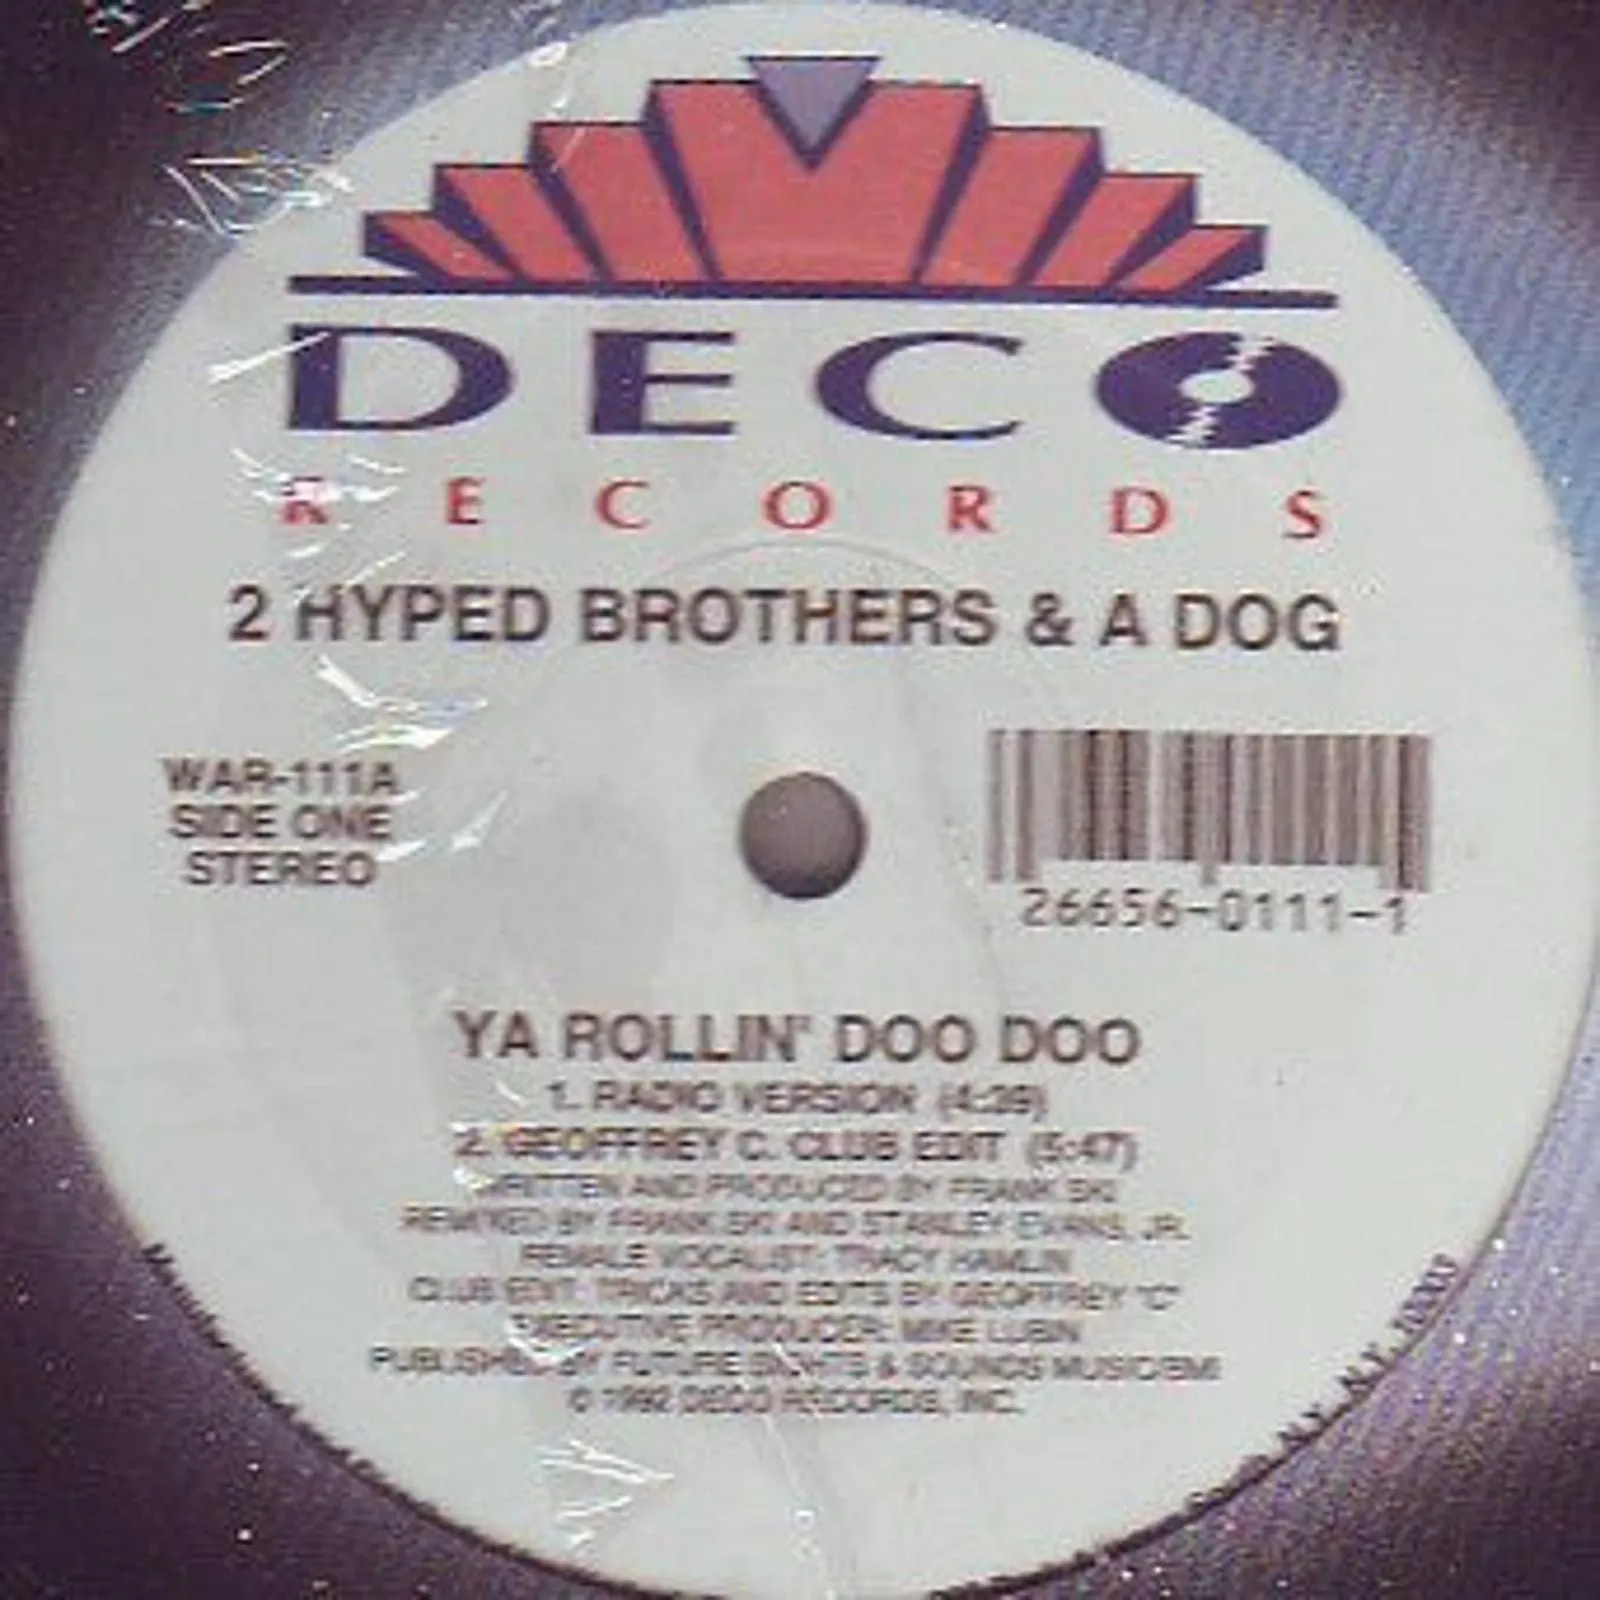 DECO
RECORDS
2 HYPED BROTHERS & A DOG
WAR-111A
SIDE ONE
STEREO
26656-0111-1
YA ROLLIN' DOO DOO
1. RADIO VERSION (4:39)
2. GEOFFREY C. CLUB EDIT (5:47)
WRITTEN AND PRODUCED BY FRANK SKI
REMIXED BY FRANK SKI AND STANLEY EVANS, JR.
FEMALE VOCALIST: TRACY HAMLIN
CLUB EDIT: TRICKS AND EDITS BY GEOFFREY "C"
EXECUTIVE PRODUCER: MIKE LUBIN
PUBLISHED BY FUTURE SIGHTS & SOUNDS MUSIC/BMI
© 1992 DECO RECORDS, INC.
N.Y. N.Y. 10003